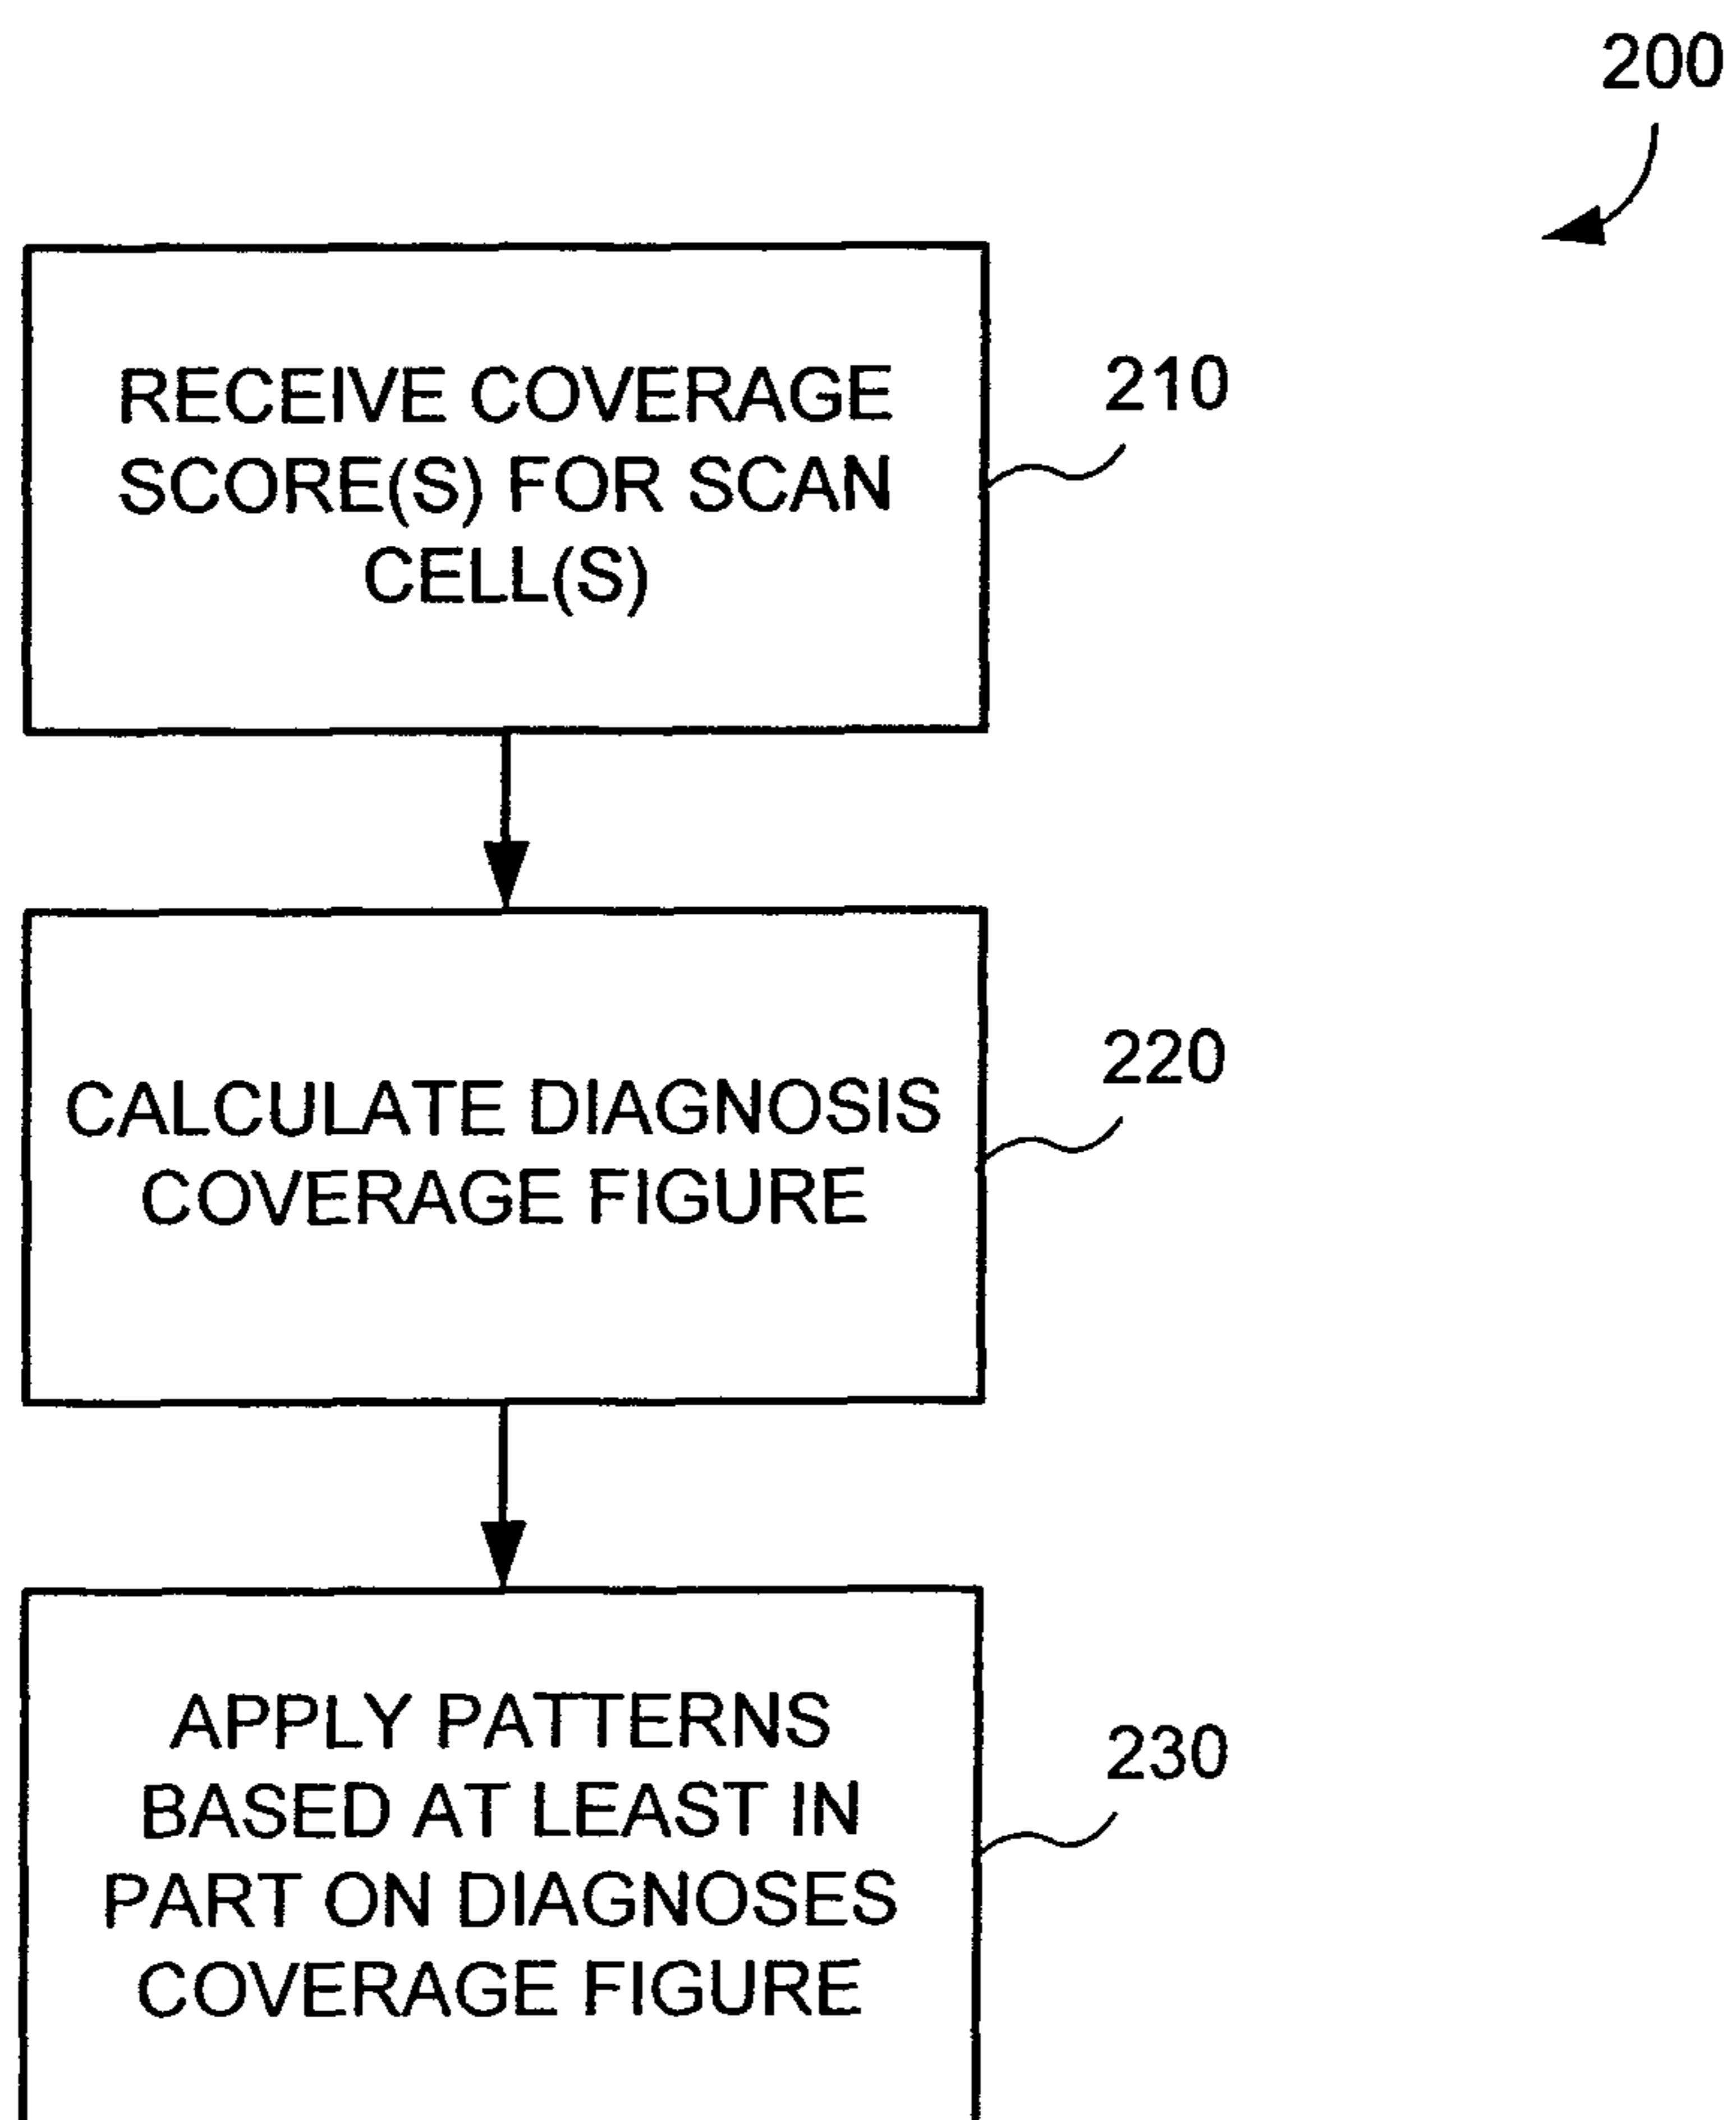 200
RECEIVE COVERAGE
SCORE(S) FOR SCAN
CELL(S)
210
CALCULATE DIAGNOSIS
COVERAGE FIGURE
220
APPLY PATTERNS
BASED AT LEAST IN
PART ON DIAGNOSES
COVERAGE FIGURE
230